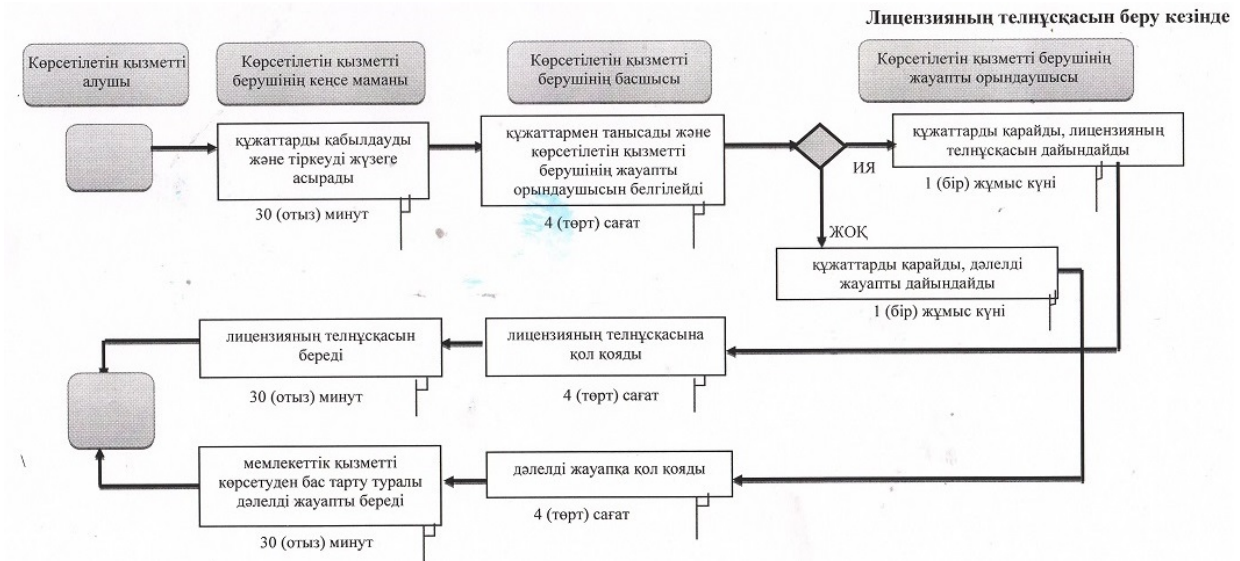 Лицензияның телнұсқасын беру кезінде
Көрсетілетін қызметті
алушы
Көрсетілетін қызметті
берушінің кеңсе маманы
Көрсетілетін қызметті
берушінің басшысы
Көрсетілетін қызметті берушінің
жауапты орындаушысы
құжаттарды қабылдауды
және тіркеуді жүзеге
асырады
30 (отыз) минут
құжаттармен танысады және
көрсетілетін қызметті
берушінің жауапты
орындаушысын белгілейді
4 (төрт) сағат
ИЯ
құжаттарды қарайды, лицензияның
телнұсқасын дайындайды
1 (бір) жұмыс күні
ЖОҚ
құжаттарды қарайды, дәлелді
жауапты дайындайды
1 (бір) жұмыс күні
лицензияның телнұсқасын
береді
30 (отыз) минут
лицензияның телнұсқасына
қол қояды
4 (төрт) сағат
мемлекеттік қызметті
көрсетуден бас тарту туралы
дәлелді жауапты береді
30 (отыз) минут
дәлелді жауапқа қол қояды
4 (төрт) сағат